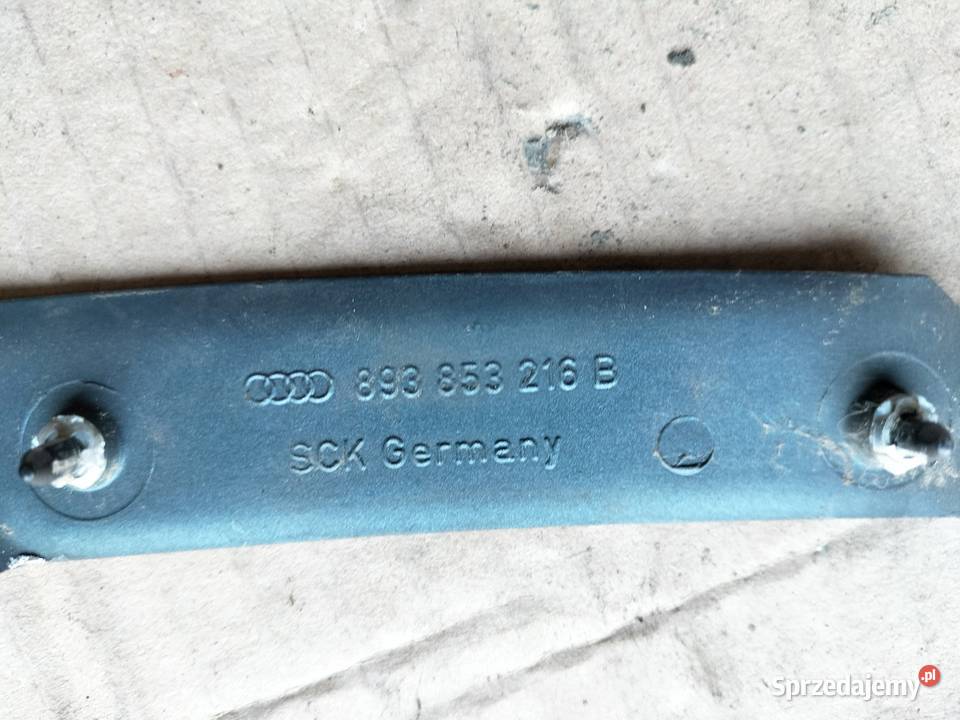 893 853 216 B
SCK Germany
Sprzedajemy.pl